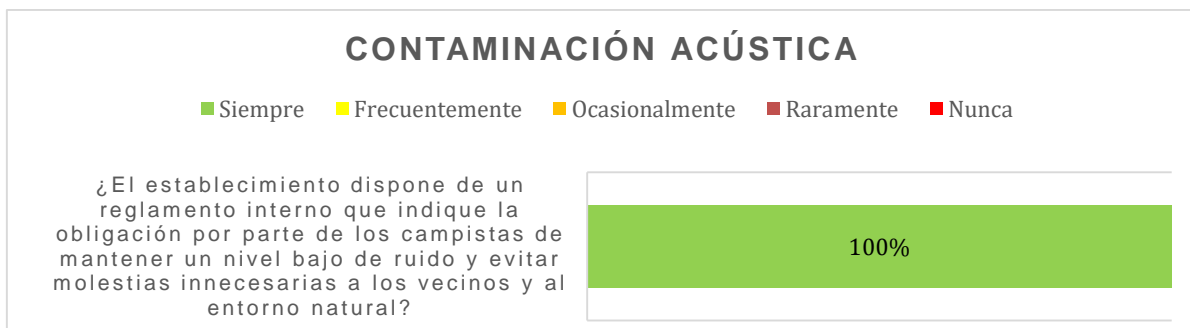 CONTAMINACIÓN ACÚSTICA
Siempre Frecuentemente Ocasionalmente Raramente Nunca
¿El establecimiento dispone de un
reglamento interno que indique la
obligación por parte de los campistas de
mantener un nivel bajo de ruido y evitar
molestias innecesarias a los vecinos y al
entorno natural?
100%